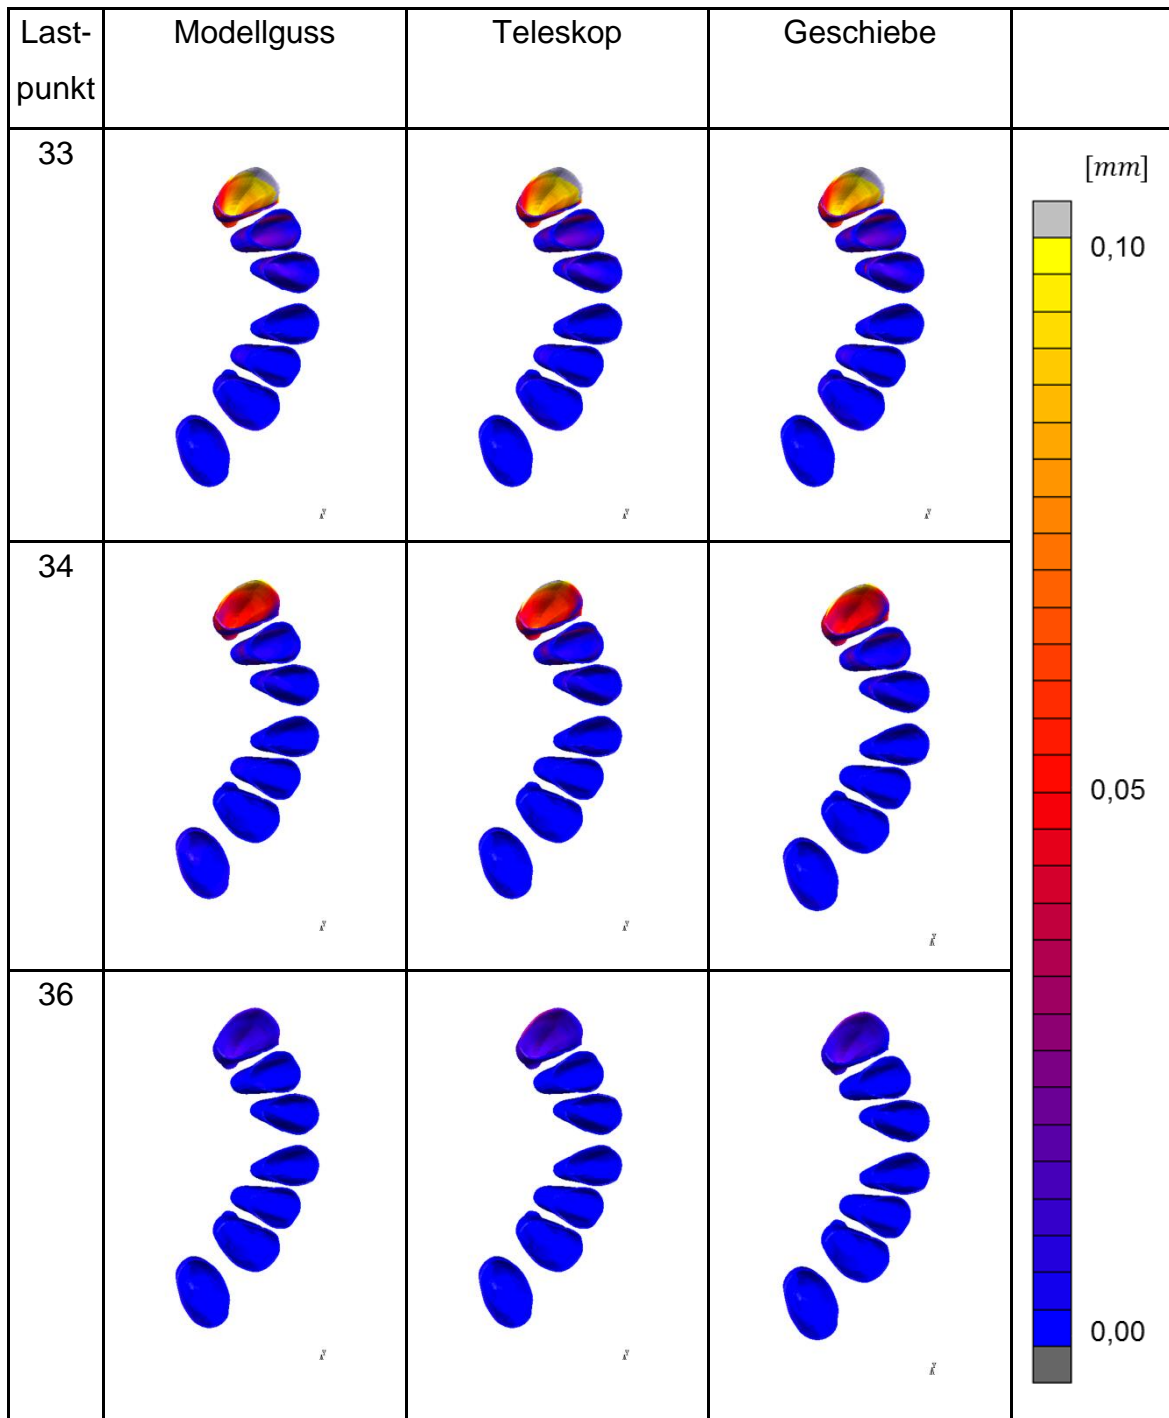 Last-
punkt
Modellguss
Teleskop
Geschiebe
33
[mm]
0,10
34
0,05
36
0,00